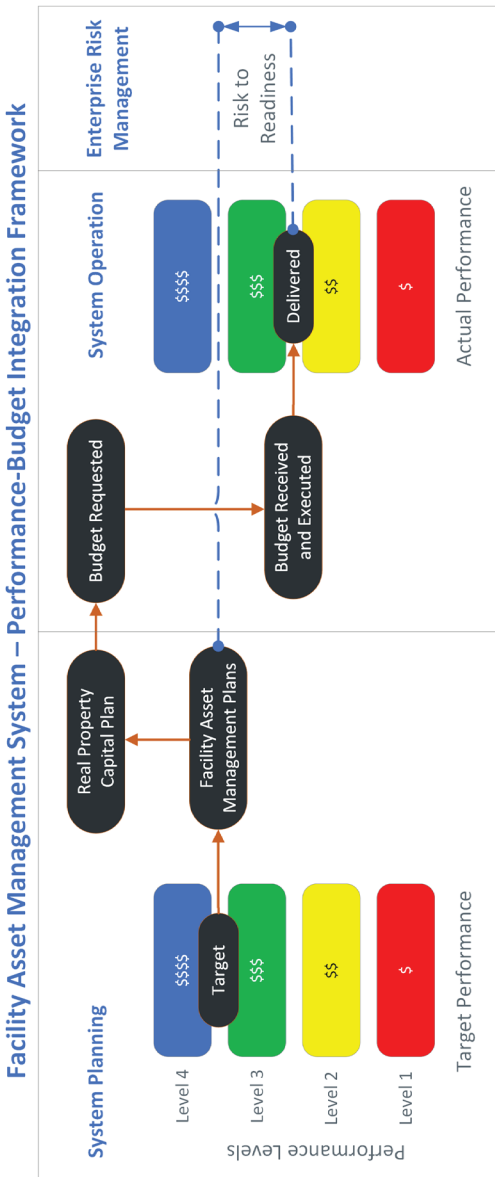 Facility Asset Management System – Performance-Budget Integration Framework
System Planning
System Operation
Enterprise Risk
Management
Performance Levels
Level 4
Level 3
Level 2
Level 1
$$$$
$$$
$$
$
Target
Target Performance
Real Property
Capital Plan
Facility Asset
Management Plans
Budget Requested
Budget Received
and Executed
$$$$
$$$
$$
$
Delivered
Actual Performance
Risk to
Readiness